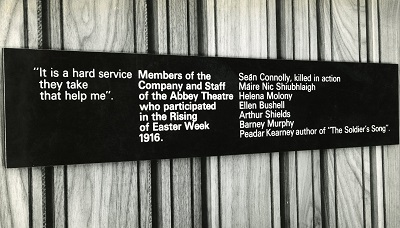 "It is a hard service
they take
that help me".
Members of the
Company and Staff
of the Abbey Theatre
who participated
in the Rising
of Easter Week
1916.
Seán Connolly, killed in action
Máire Nic Shiubhlaigh
Helena Molony
Ellen Bushell
Arthur Shields
Barney Murphy
Peadar Kearney author of "The Soldier's Song".